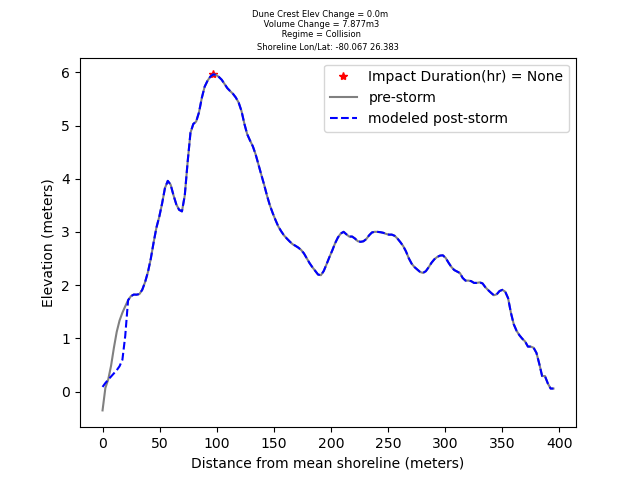 Dune Crest Elev Change = 0.0m
Volume Change = 7.877m3
Regime = Collision
Shoreline Lon/Lat: -80.067 26.383
Impact Duration(hr) = None
pre-storm
modeled post-storm
Elevation (meters)
6
5
4
3
2
1
0
0 50 100 150 200 250 300 350 400
Distance from mean shoreline (meters)